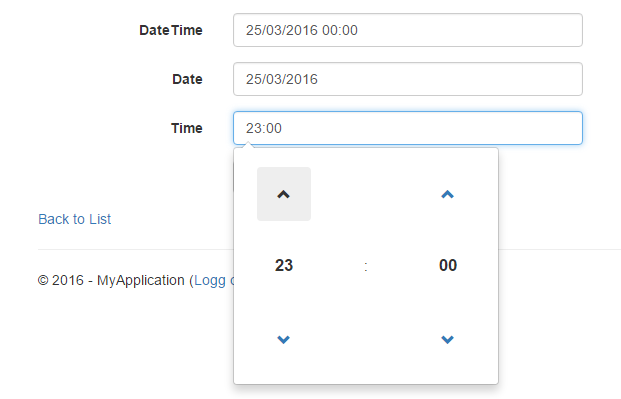 DateTime 25/03/2016 00:00
Date 25/03/2016
Time 23:00
Back to List
23 : 00
© 2016 - MyApplication (Logg